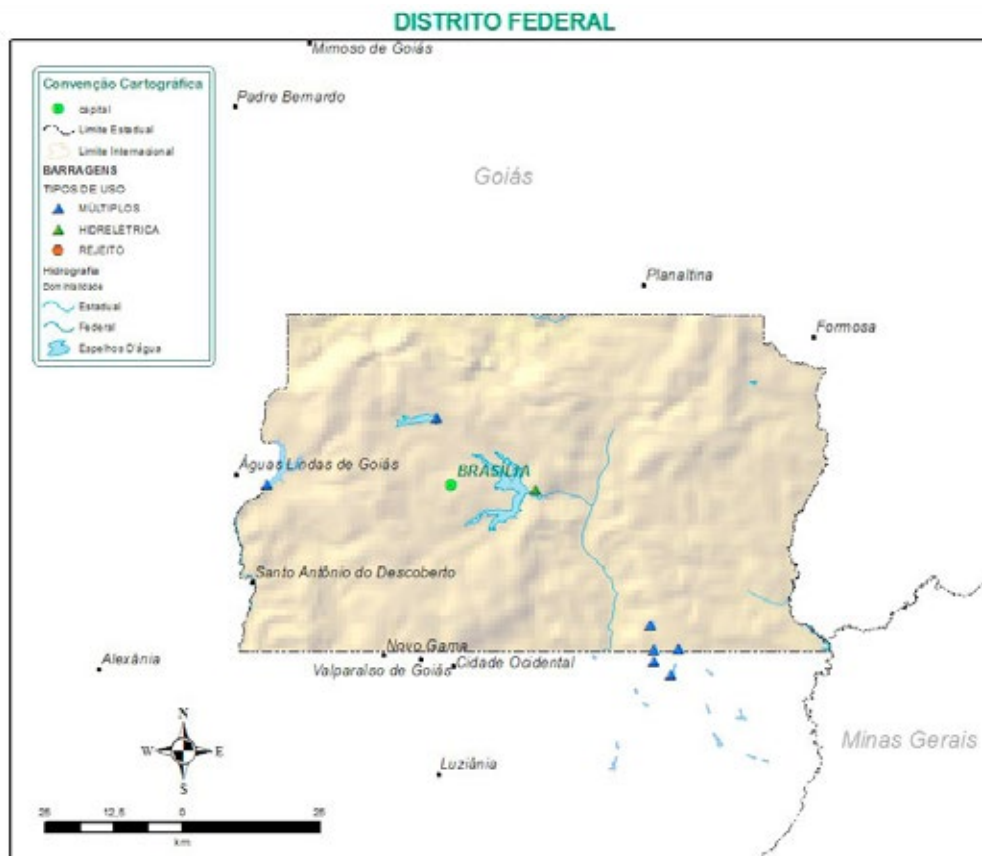 DISTRITO FEDERAL
Mimoso de Goiás
Convenção Cartográfica
capital
Limite Estadual
Limite Internacional
BARRAGENS
TIPOS DE USO
MÚLTIPLOS
HIDRELÉTRICA
REJEITO
Hidrografia
Dominialidade
Estadual
Federal
Espelhos D'água
Padre Bernardo
Goiás
Planaltina
Formosa
Águas Lindas de Goiás
BRASÍLIA
Santo Antônio do Descoberto
Novo Gama
Alexânia
Valparaíso de Goiás
Cidade Ocidental
Minas Gerais
Luziânia
N
W
E
S
25 12,5 0 25
km